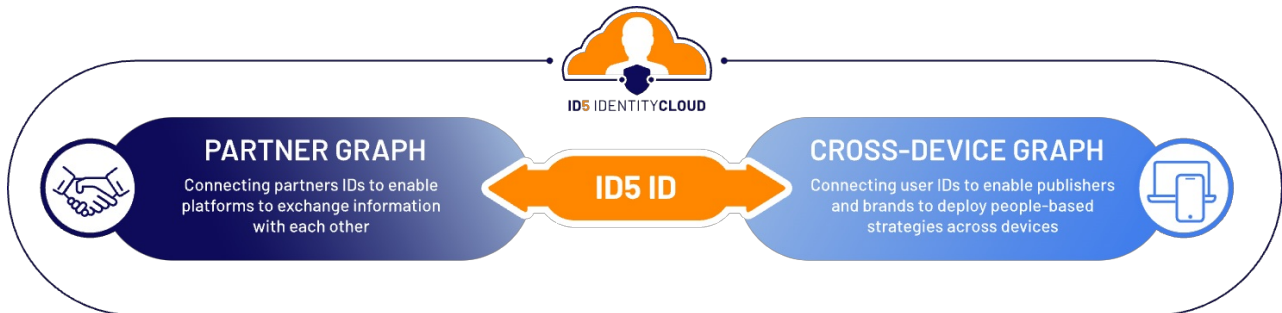 ID5 IDENTITYCLOUD
PARTNER GRAPH
Connecting partners IDs to enable
platforms to exchange information
with each other
ID5 ID
CROSS-DEVICE GRAPH
Connecting user IDs to enable publishers
and brands to deploy people-based
strategies across devices